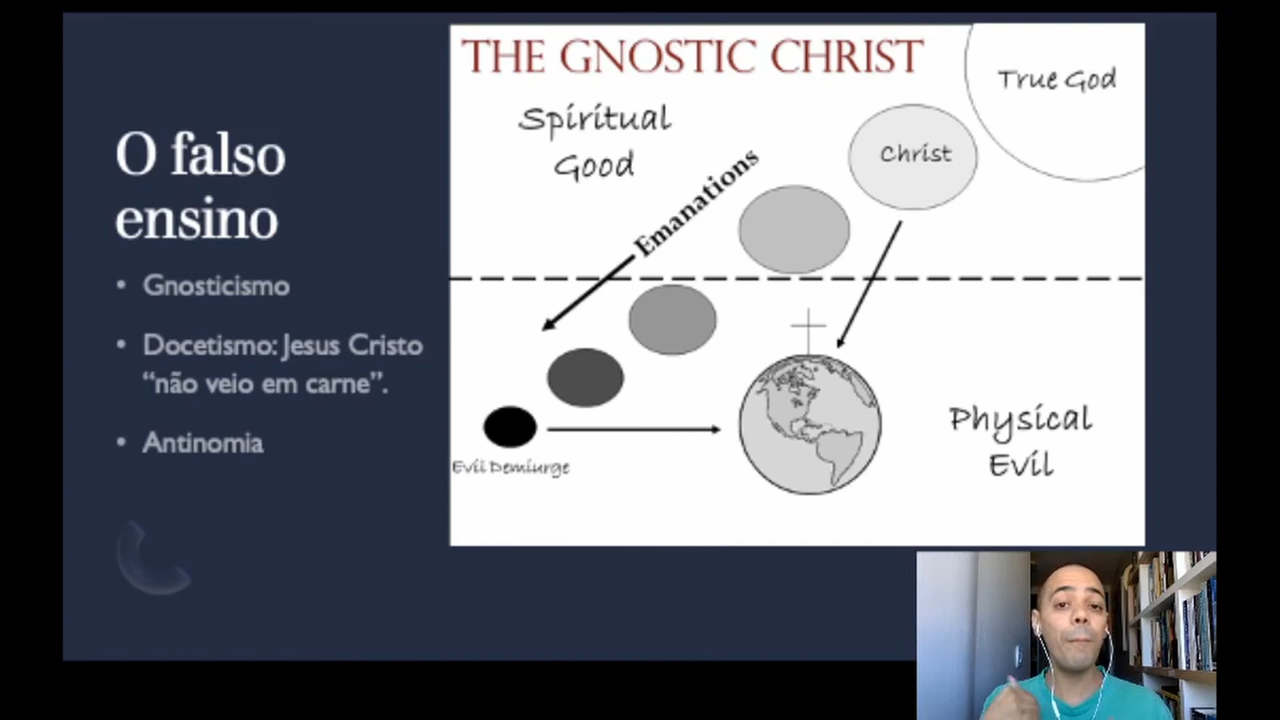 O falso
ensino
• Gnosticismo
• Docetismo: Jesus Cristo
“não veio em carne”.
• Antinomia
THE GNOSTIC CHRIST
True God
Spiritual
Good
Christ
Emanations
Evil Demiurge
Physical
Evil